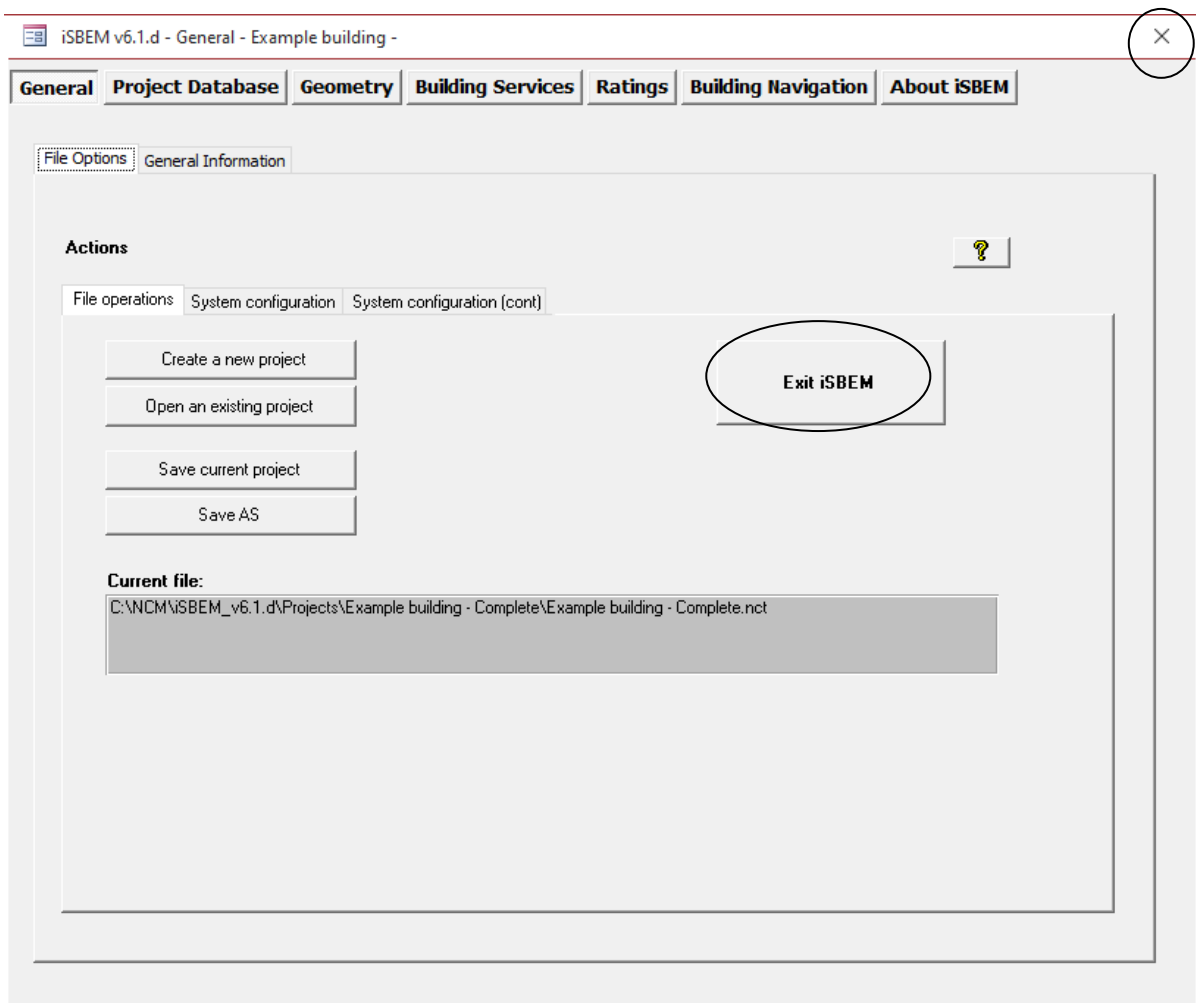 iSBEM v6.1.d - General - Example building -
General Project Database Geometry Building Services Ratings Building Navigation About iSBEM
File Options General Information
Actions
?
File operations System configuration System configuration (cont)
Create a new project
Exit iSBEM
Open an existing project
Save current project
Save AS
Current file:
C:\NCM\iSBEM_v6.1.d\Projects\Example building - Complete\Example building - Complete.nct